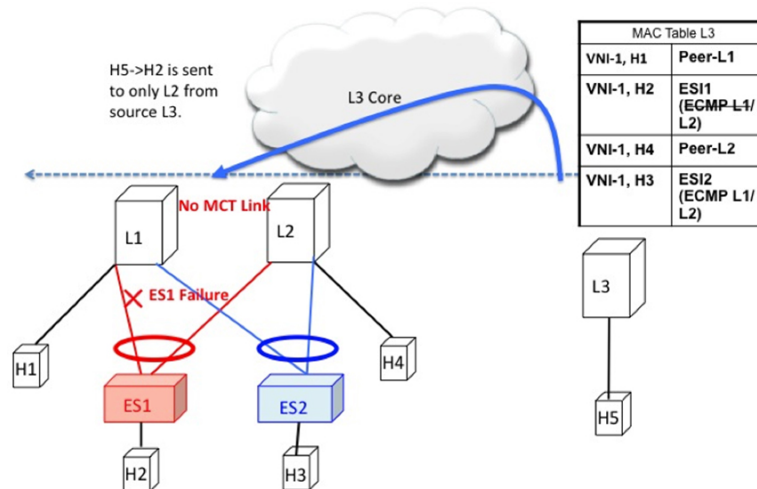 H5->H2 is sent
to only L2 from
source L3.
L3 Core
MAC Table L3
VNI-1, H1 Peer-L1
VNI-1, H2 ESI1
(ECMP L1/
L2)
VNI-1, H4 Peer-L2
VNI-1, H3 ESI2
(ECMP L1/
L2)
No MCT Link
L1
L2
L3
ES1 Failure
H1
H4
ES1
ES2
H5
H2
H3